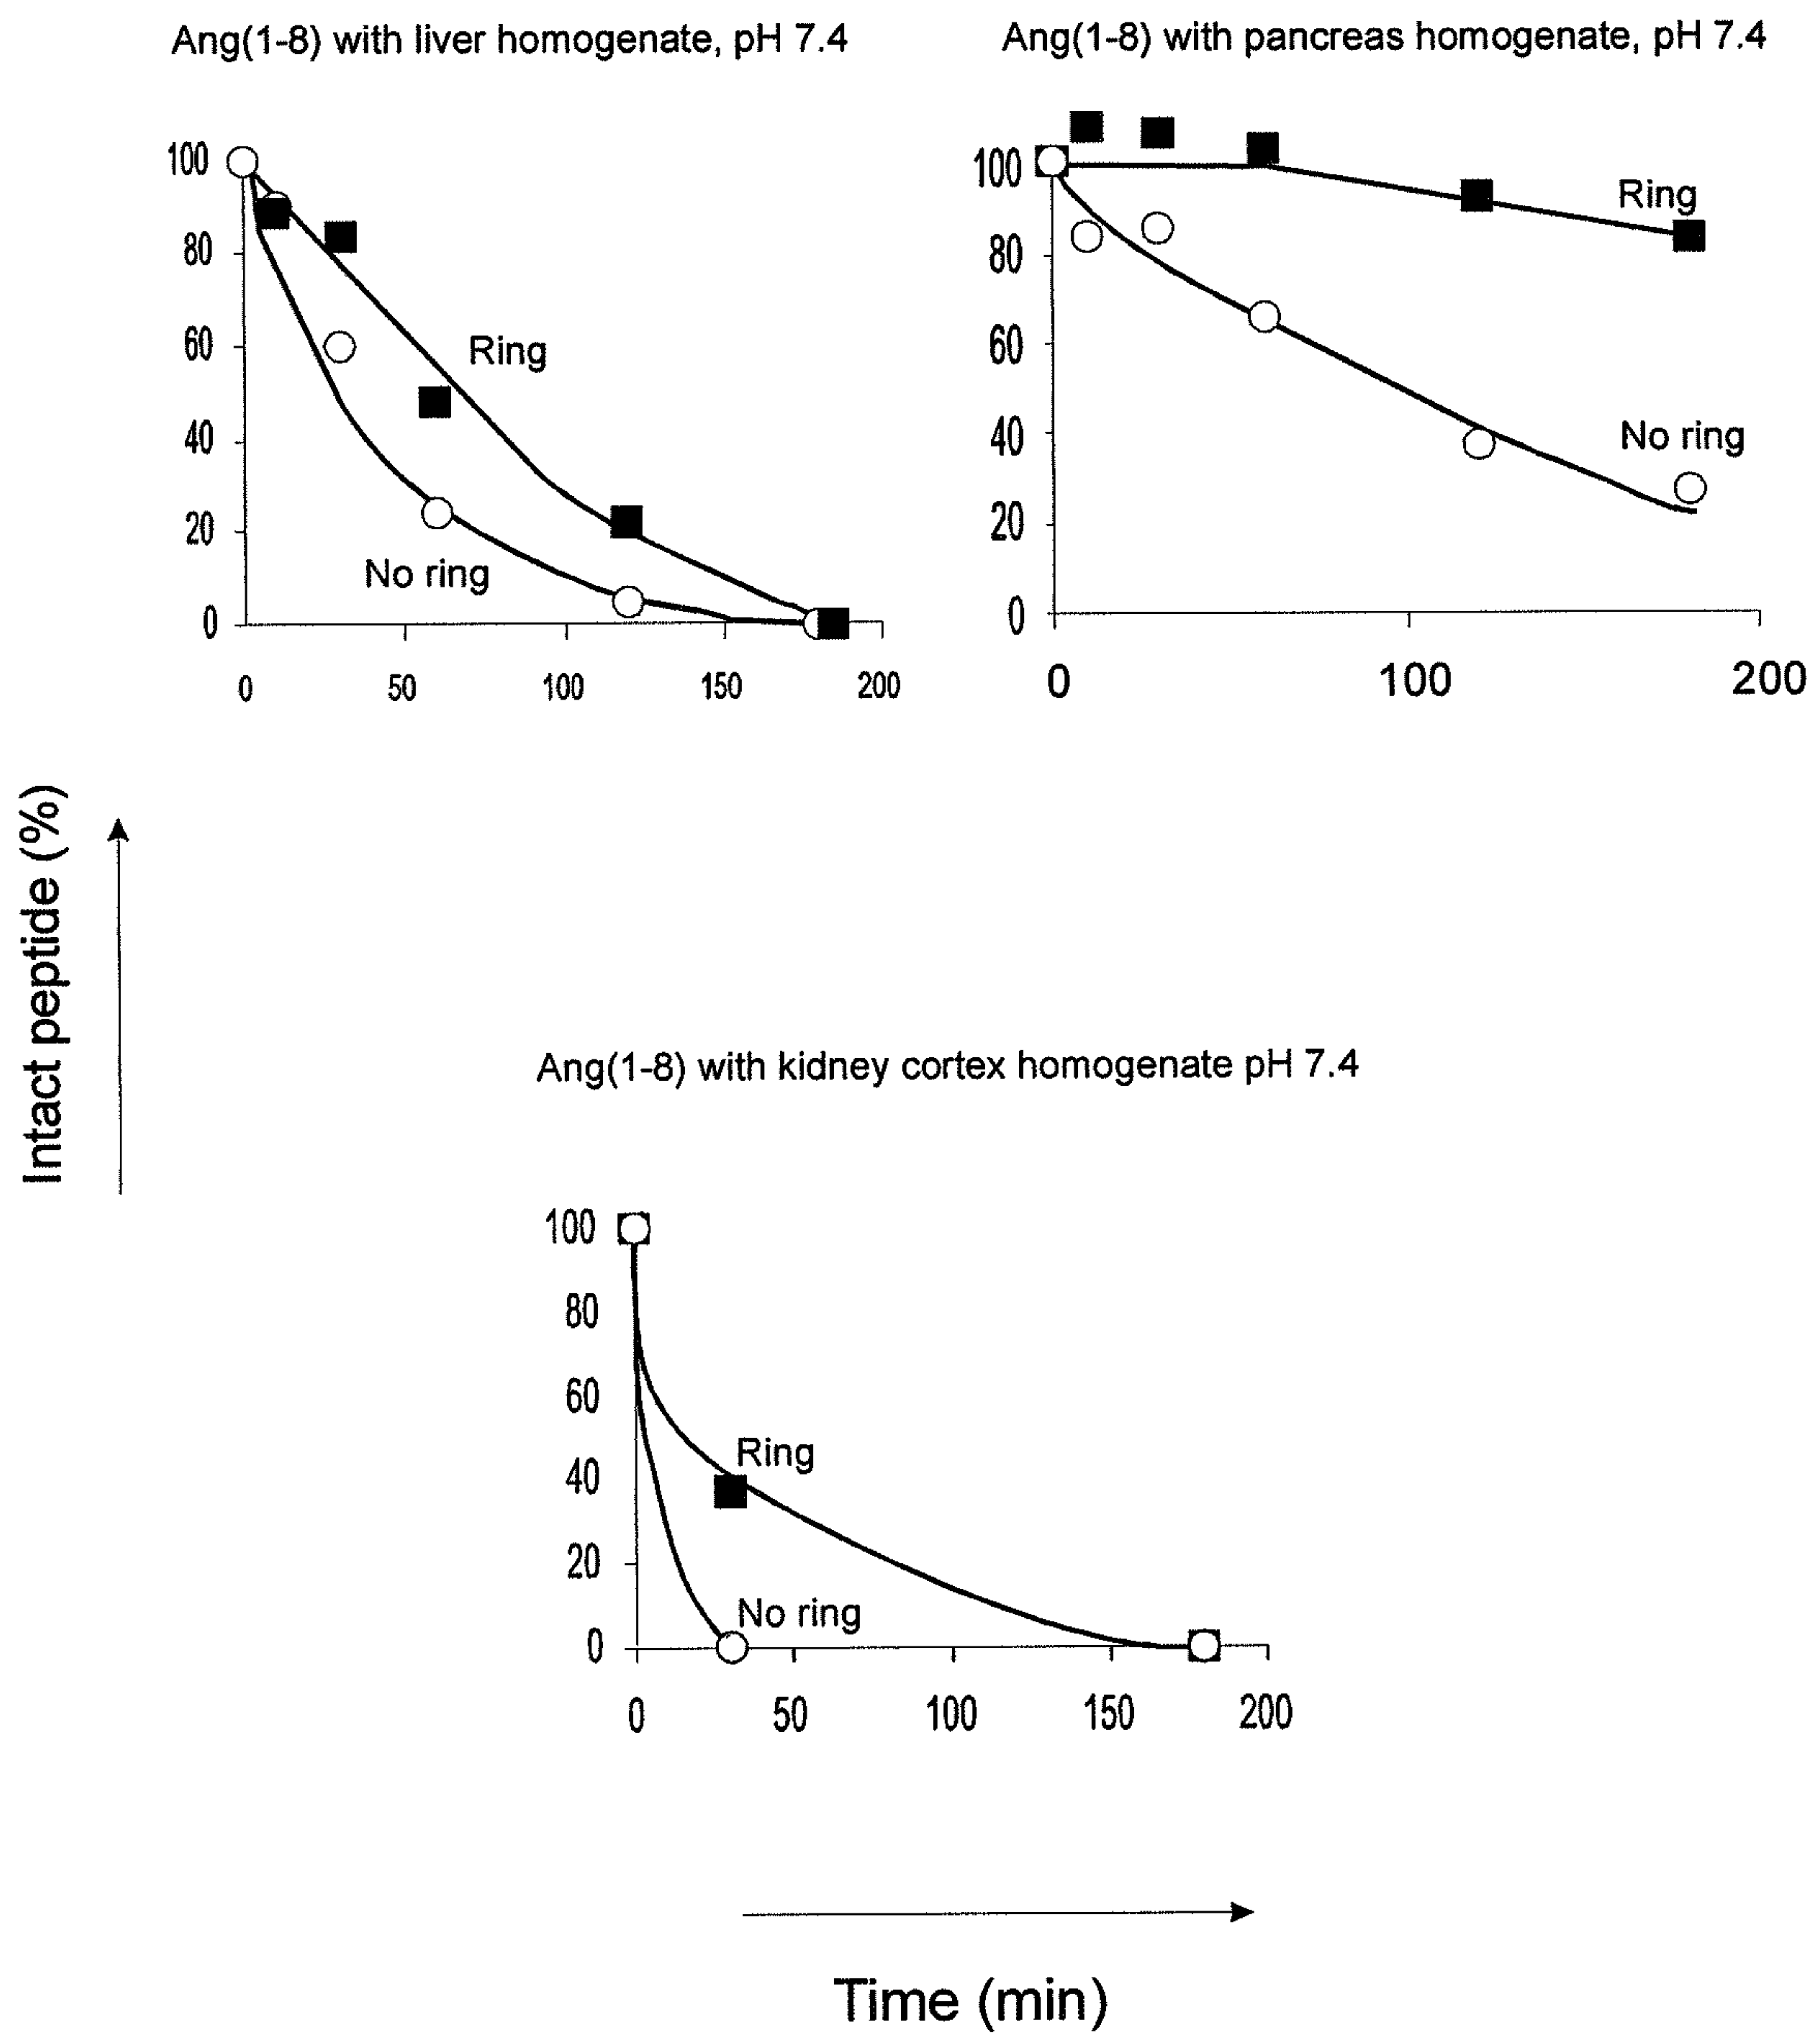 Ang(1-8) with liver homogenate, pH 7.4
100
80
60
40
20
0
Ring
No ring
0 50 100 150 200
Ang(1-8) with pancreas homogenate, pH 7.4
100
80
60
40
20
0
Ring
No ring
0 100 200
Intact peptide (%)
Ang(1-8) with kidney cortex homogenate pH 7.4
100
80
60
40
20
0
Ring
No ring
0 50 100 150 200
Time (min)